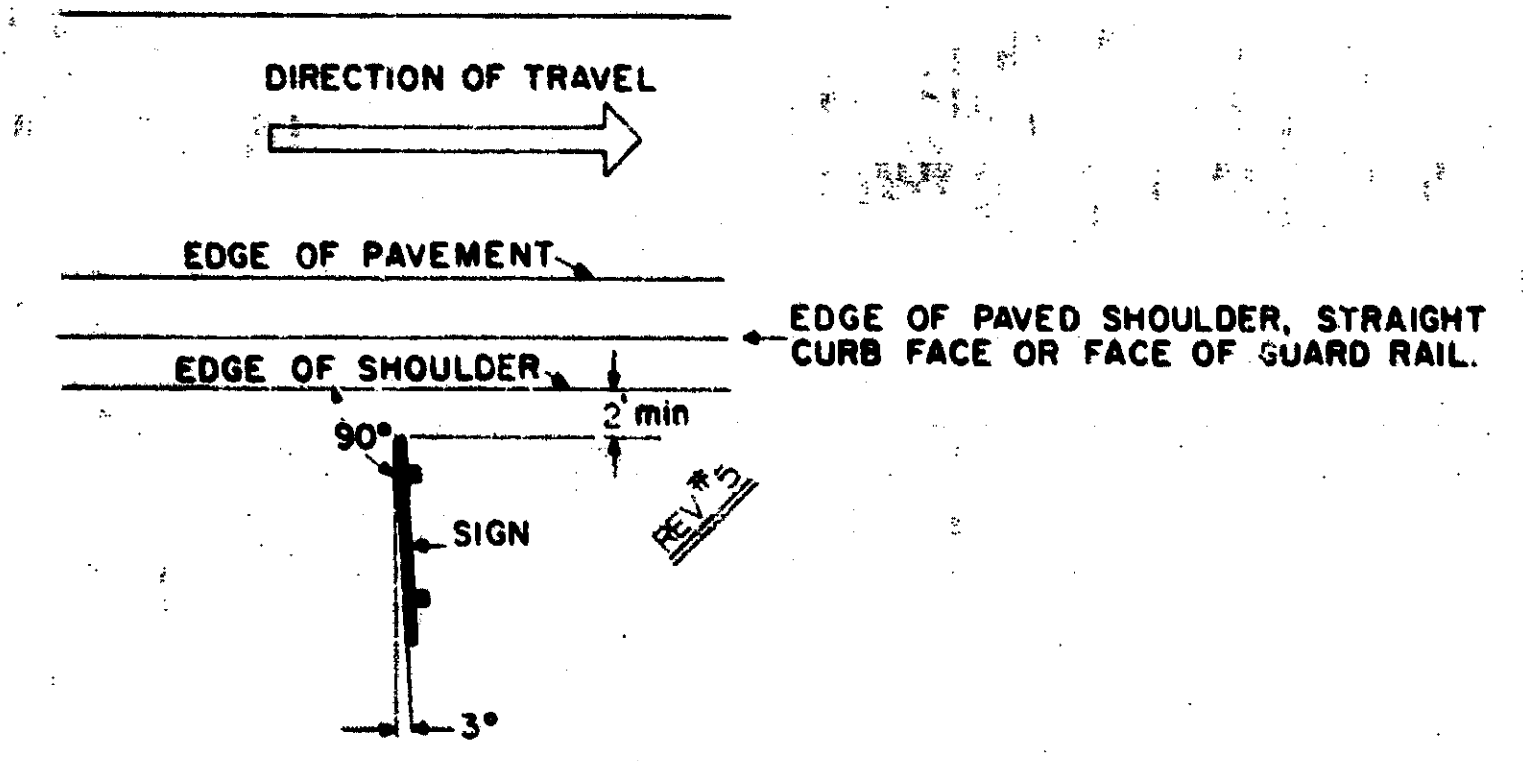 DIRECTION OF TRAVEL
EDGE OF PAVEMENT
EDGE OF PAVED SHOULDER, STRAIGHT
CURB FACE OR FACE OF GUARD RAIL.
EDGE OF SHOULDER
2' min
90°
REV #5
SIGN
3°